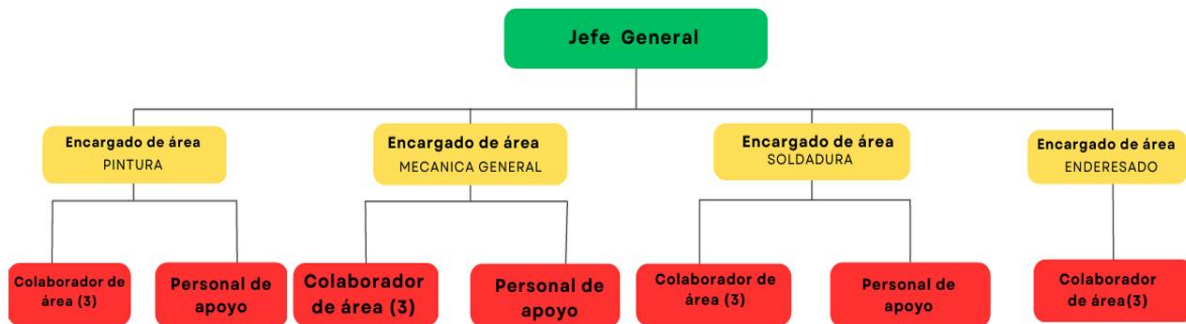 Jefe General
Encargado de área
PINTURA
Encargado de área
MECANICA GENERAL
Encargado de área
SOLDADURA
Encargado de área
ENDERESADO
Colaborador de
área (3)
Personal de
apoyo
Colaborador
de área (3)
Personal de
apoyo
Colaborador de
área (3)
Personal de
apoyo
Colaborador
de área(3)